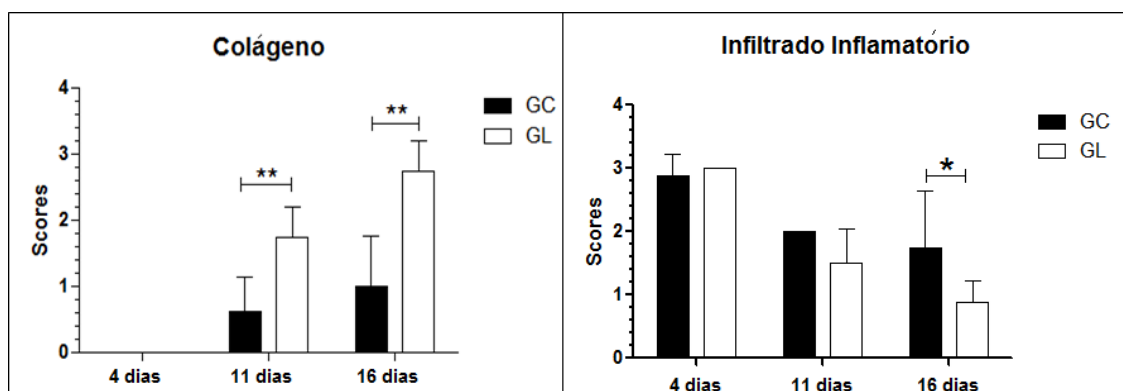 Colágeno
GC
GL
**
**
Scores
4
3
2
1
0
4 dias
11 dias
16 dias
Infiltrado Inflamatório
GC
GL
*
Scores
4
3
2
1
0
4 dias
11 dias
16 dias